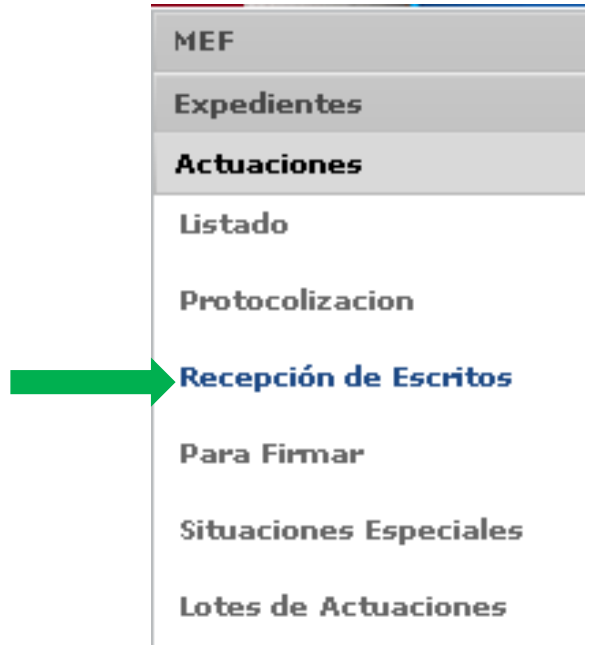 MEF
Expedientes
Actuaciones
Listado
Protocolizacion
Recepción de Escritos
Para Firmar
Situaciones Especiales
Lotes de Actuaciones